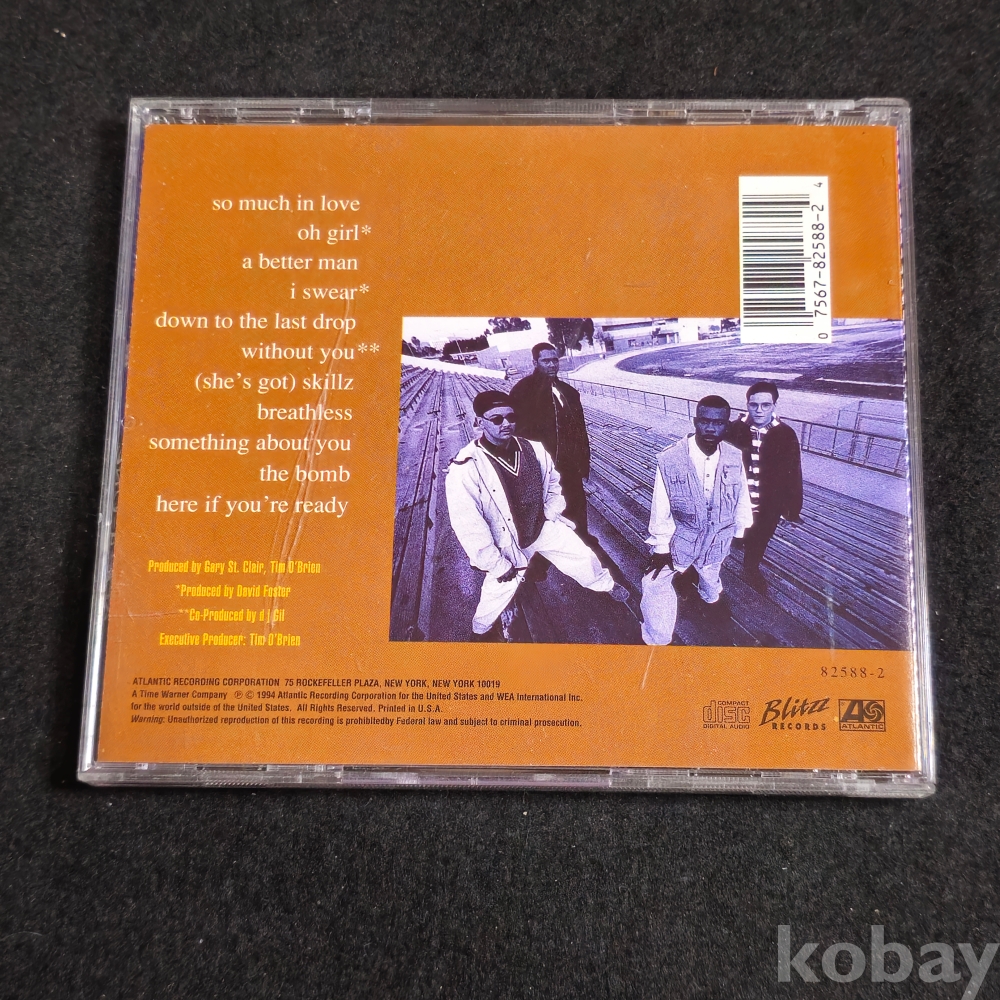 so much in love
oh girl*
a better man
i swear*
down to the last drop
without you**
(she's got) skillz
breathless
something about you
the bomb
here if you're ready
Produced by Gary St. Clair, Tim O'Brien
*Produced by David Foster
**Co-Produced by d j Gil
Executive Producer: Tim O'Brien
0 7567-82588-2 4
82588-2
ATLANTIC RECORDING CORPORATION 75 ROCKEFELLER PLAZA, NEW YORK, NEW YORK 10019
A Time Warner Company ℗ © 1994 Atlantic Recording Corporation for the United States and WEA International Inc.
for the world outside of the United States. All Rights Reserved. Printed in U.S.A.
Warning: Unauthorized reproduction of this recording is prohibitedby Federal law and subject to criminal prosecution.
COMPACT
disc
DIGITAL AUDIO
Blitzz
RECORDS
ATLANTIC
kobay